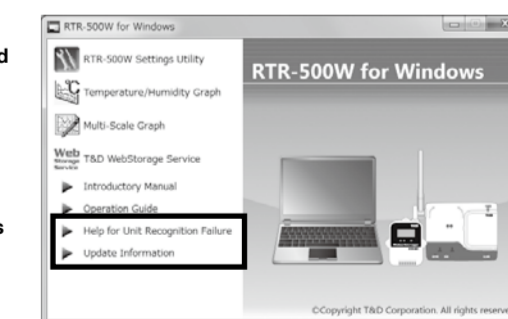 RTR-500W for Windows
RTR-500W Settings Utility
RTR-500W for Windows
Temperature/Humidity Graph
Multi-Scale Graph
Web Storage Service
T&D WebStorage Service
Introductory Manual
Operation Guide
Help for Unit Recognition Failure
Update Information
©Copyright T&D Corporation. All rights reserve